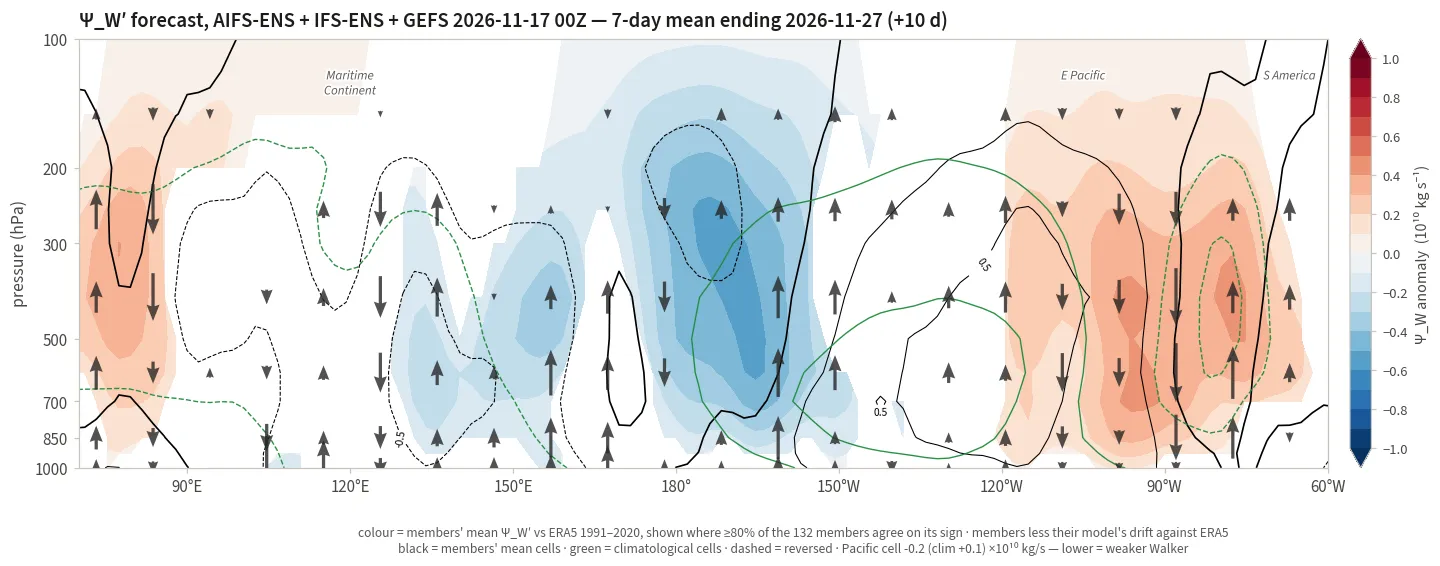 Ψ_W′ forecast, AIFS-ENS + IFS-ENS + GEFS 2026-11-17 00Z — 7-day mean ending 2026-11-27 (+10 d)
100
200
300
500
700
850
1000
pressure (hPa)
Maritime
Continent
E Pacific
S America
0.5
0.5
-0.5
90°E
120°E
150°E
180°
150°W
120°W
90°W
60°W
1.0
0.8
0.6
0.4
0.2
0.0
−0.2
−0.4
−0.6
−0.8
−1.0
Ψ_W anomaly (10¹⁰ kg s⁻¹)
colour = members' mean Ψ_W′ vs ERA5 1991–2020, shown where ≥80% of the 132 members agree on its sign · members less their model's drift against ERA5
black = members' mean cells · green = climatological cells · dashed = reversed · Pacific cell -0.2 (clim +0.1) ×10¹⁰ kg/s — lower = weaker Walker